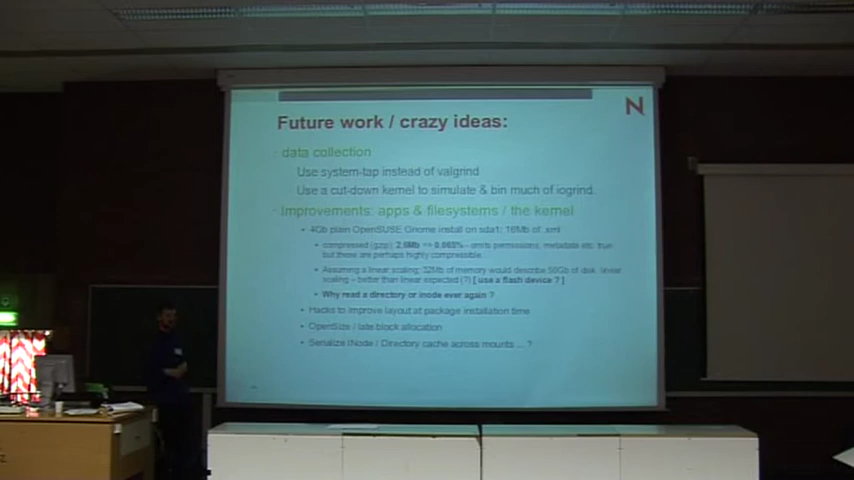 N
Future work / crazy ideas:
data collection
Use system-tap instead of valgrind
Use a cut-down kernel to simulate & bin much of iogrind.
Improvements: apps & filesystems / the kernel
4Gb plain OpenSUSE Gnome install on sda1: 16Mb of .xml
compressed (gzip): 2.6Mb => 0.065% - omits permissions, metadata etc. true
but these are perhaps highly compressible.
Assuming a linear scaling: 32Mb of memory would describe 50Gb of disk. linear
scaling – better than linear expected (?) [ use a flash device ? ]
Why read a directory or inode ever again ?
Hacks to improve layout at package installation time
OpenSize / late block allocation
Serialize INode / Directory cache across mounts ... ?